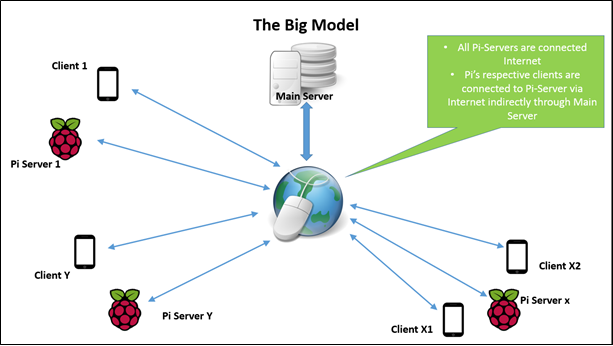 The Big Model
Client 1
Main Server
• All Pi-Servers are connected
Internet
• Pi's respective clients are
connected to Pi-Server via
Internet indirectly through Main
Server
Pi Server 1
Client Y
Pi Server Y
Client X2
Pi Server x
Client X1